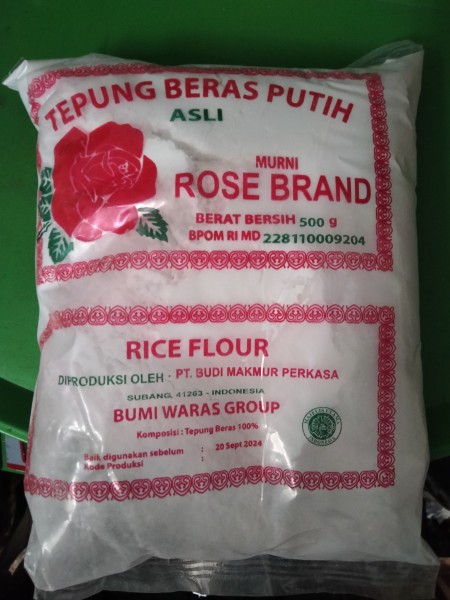 TEPUNG BERAS PUTIH
ASLI
MURNI
ROSE BRAND
BERAT BERSIH 500 g
BPOM RI MD 228110009204
RICE FLOUR
DIPRODUKSI OLEH - PT. BUDI MAKMUR PERKASA
SUBANG, 41263 - INDONESIA
BUMI WARAS GROUP
Komposisi : Tepung Beras 100%
Baik digunakan sebelum : 20 Sept 2024
Kode Produksi :